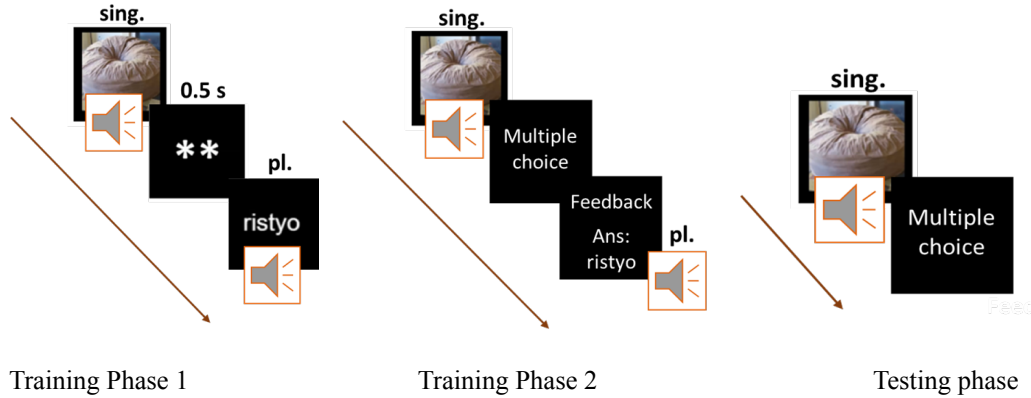 sing.
0.5 s
**
pl.
ristyo
Training Phase 1
sing.
Multiple
choice
Feedback
Ans:
ristyo
pl.
Training Phase 2
sing.
Multiple
choice
Testing phase